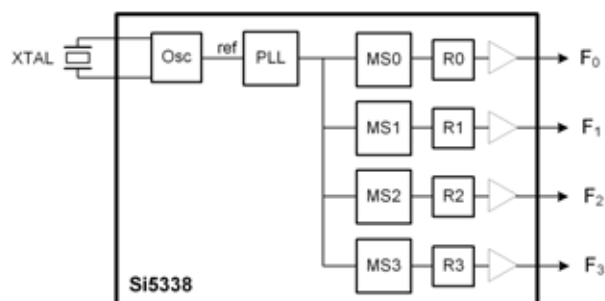 XTAL
Osc
ref
PLL
MS0
R0
F0
MS1
R1
F1
MS2
R2
F2
MS3
R3
F3
Si5338